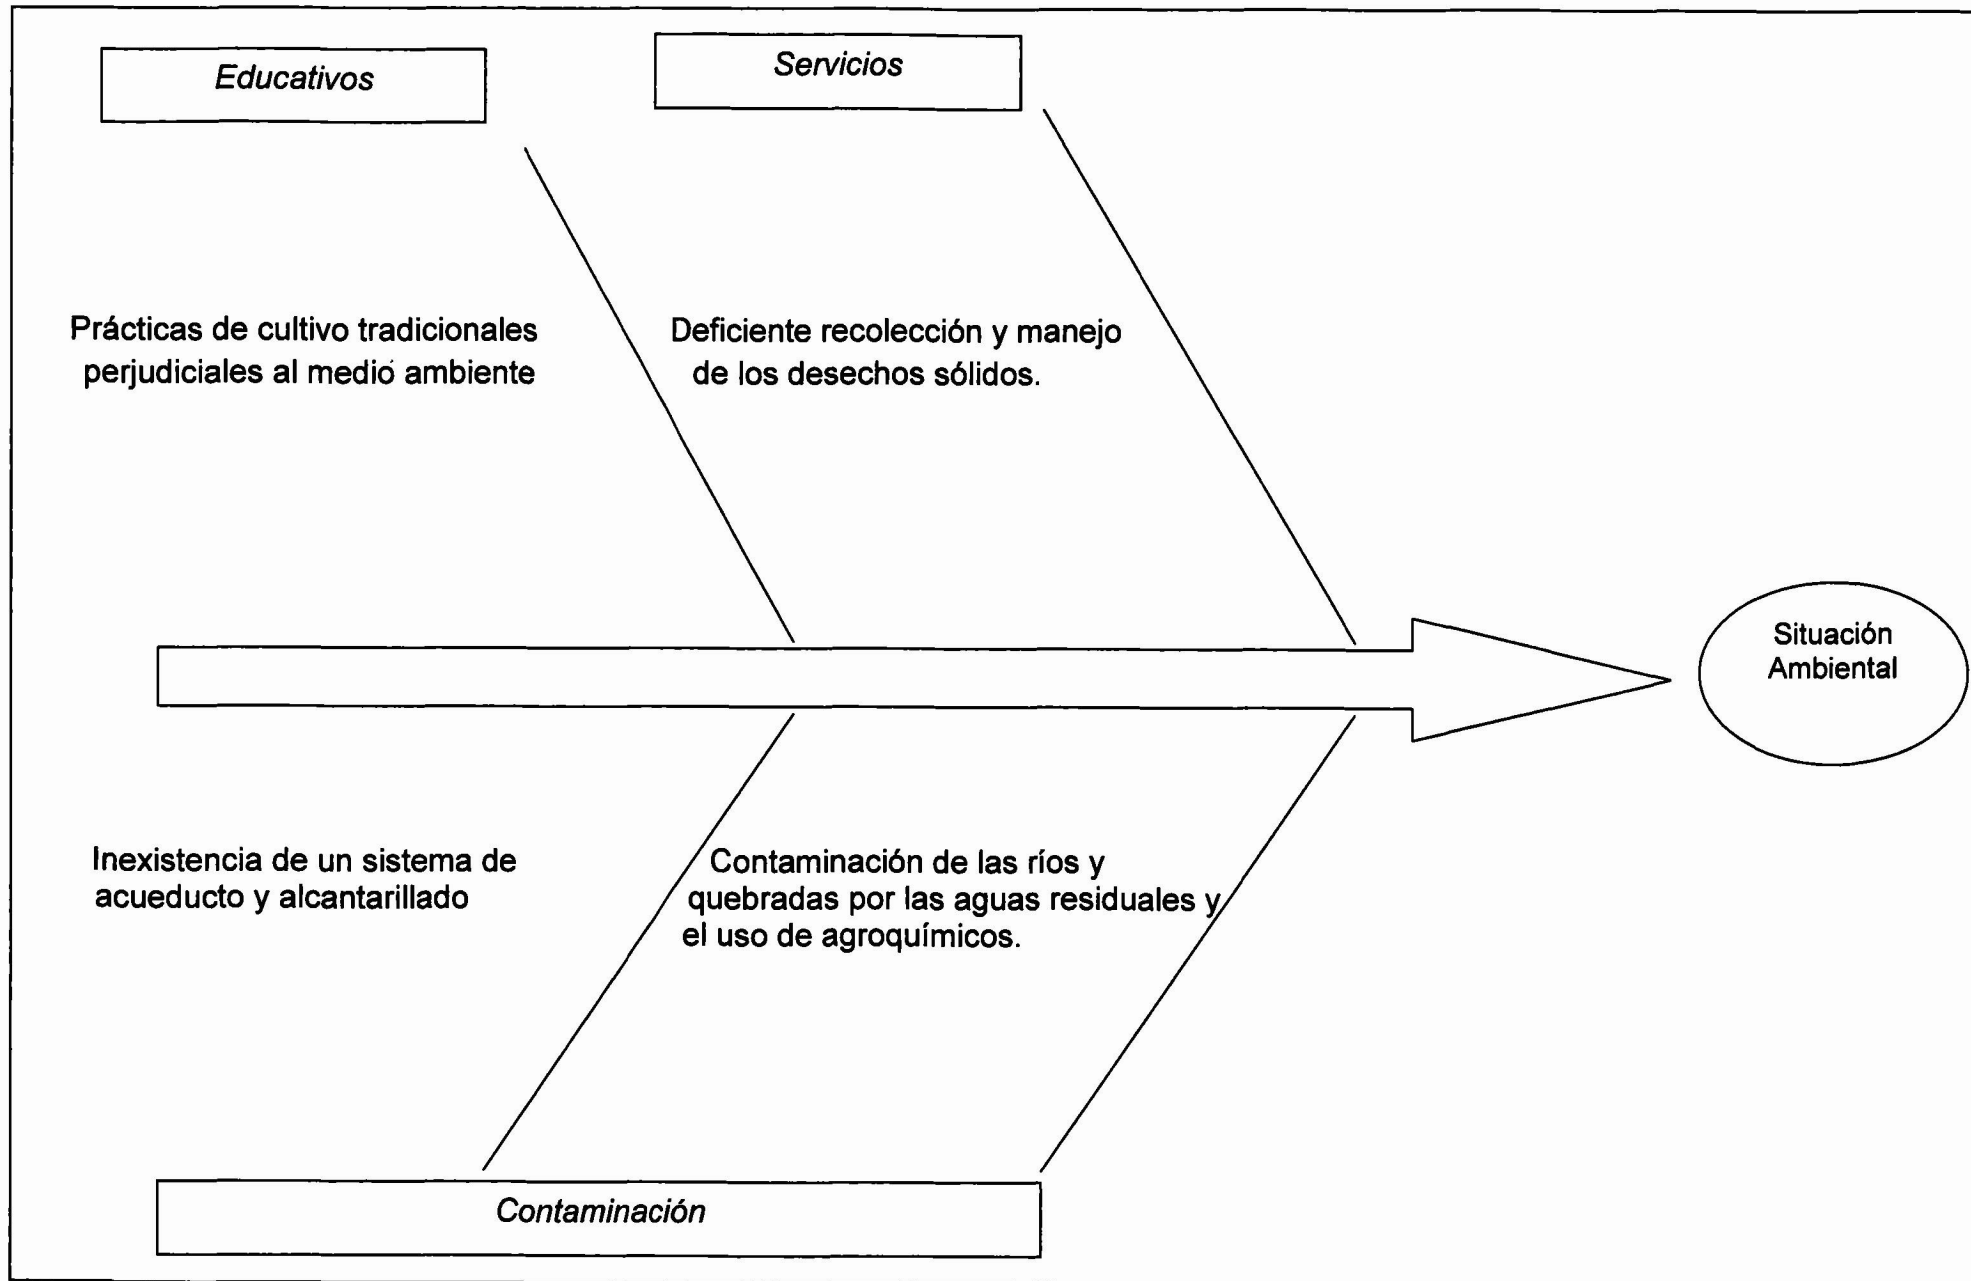 Educativos
Servicios
Prácticas de cultivo tradicionales
perjudiciales al medio ambiente
Deficiente recolección y manejo
de los desechos sólidos.
Situación
Ambiental
Inexistencia de un sistema de
acueducto y alcantarillado
Contaminación de las ríos y
quebradas por las aguas residuales y
el uso de agroquímicos.
Contaminación